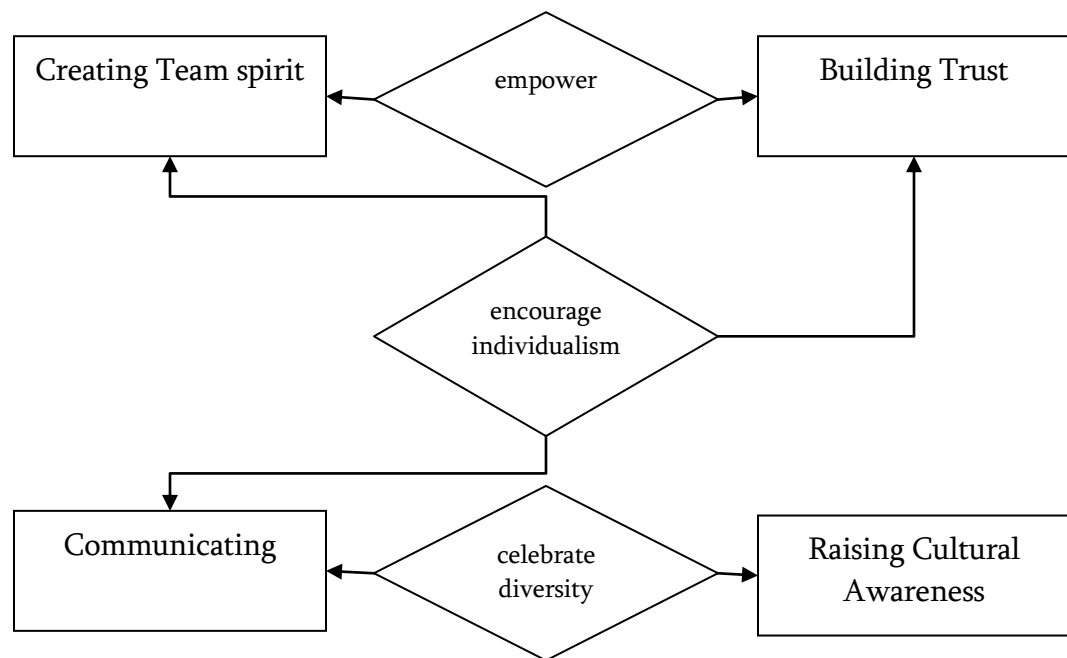 Creating Team spirit
empower
Building Trust
encourage
individualism
Communicating
celebrate
diversity
Raising Cultural
Awareness